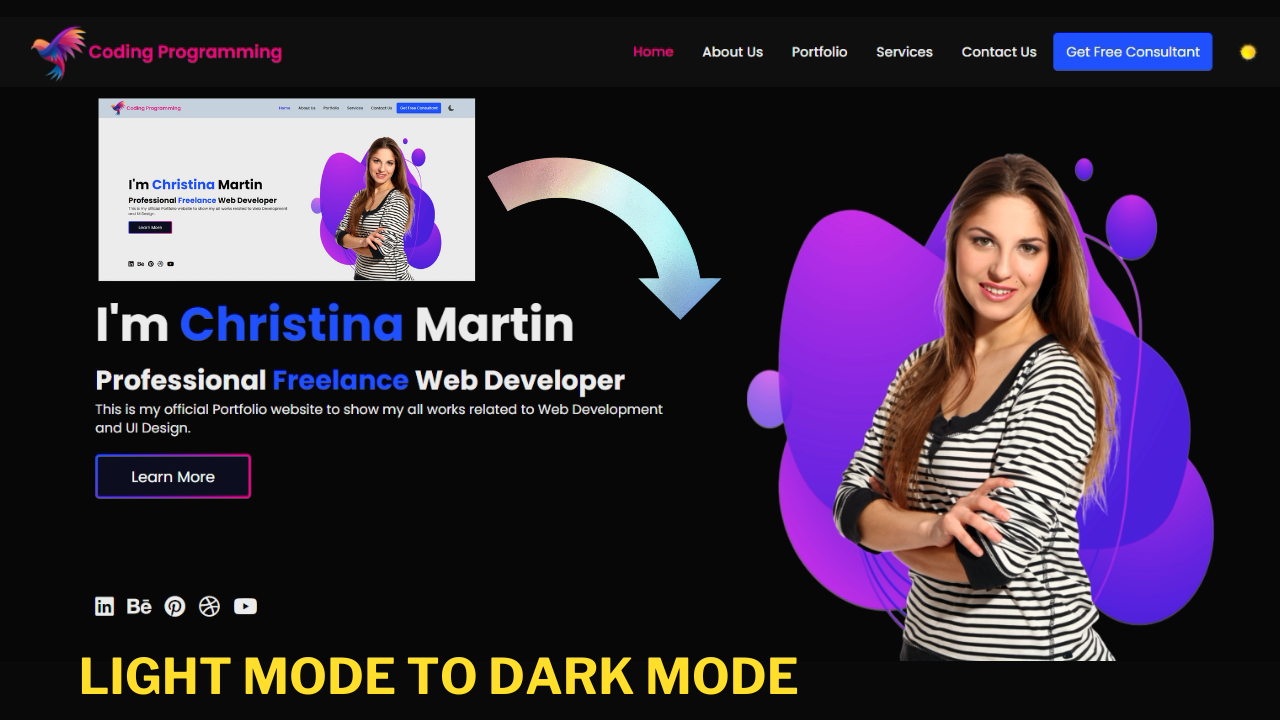 Coding Programming
Home About Us Portfolio Services Contact Us Get Free Consultant
Coding Programming
Home About Us Portfolio Services Contact Us Get Free Consultant
I'm Christina Martin
Professional Freelance Web Developer
This is my official Portfolio website to show my all works related to Web Development
and UI Design.
Learn More
Bē
I'm Christina Martin
Professional Freelance Web Developer
This is my official Portfolio website to show my all works related to Web Development
and UI Design.
Learn More
in Bē
LIGHT MODE TO DARK MODE